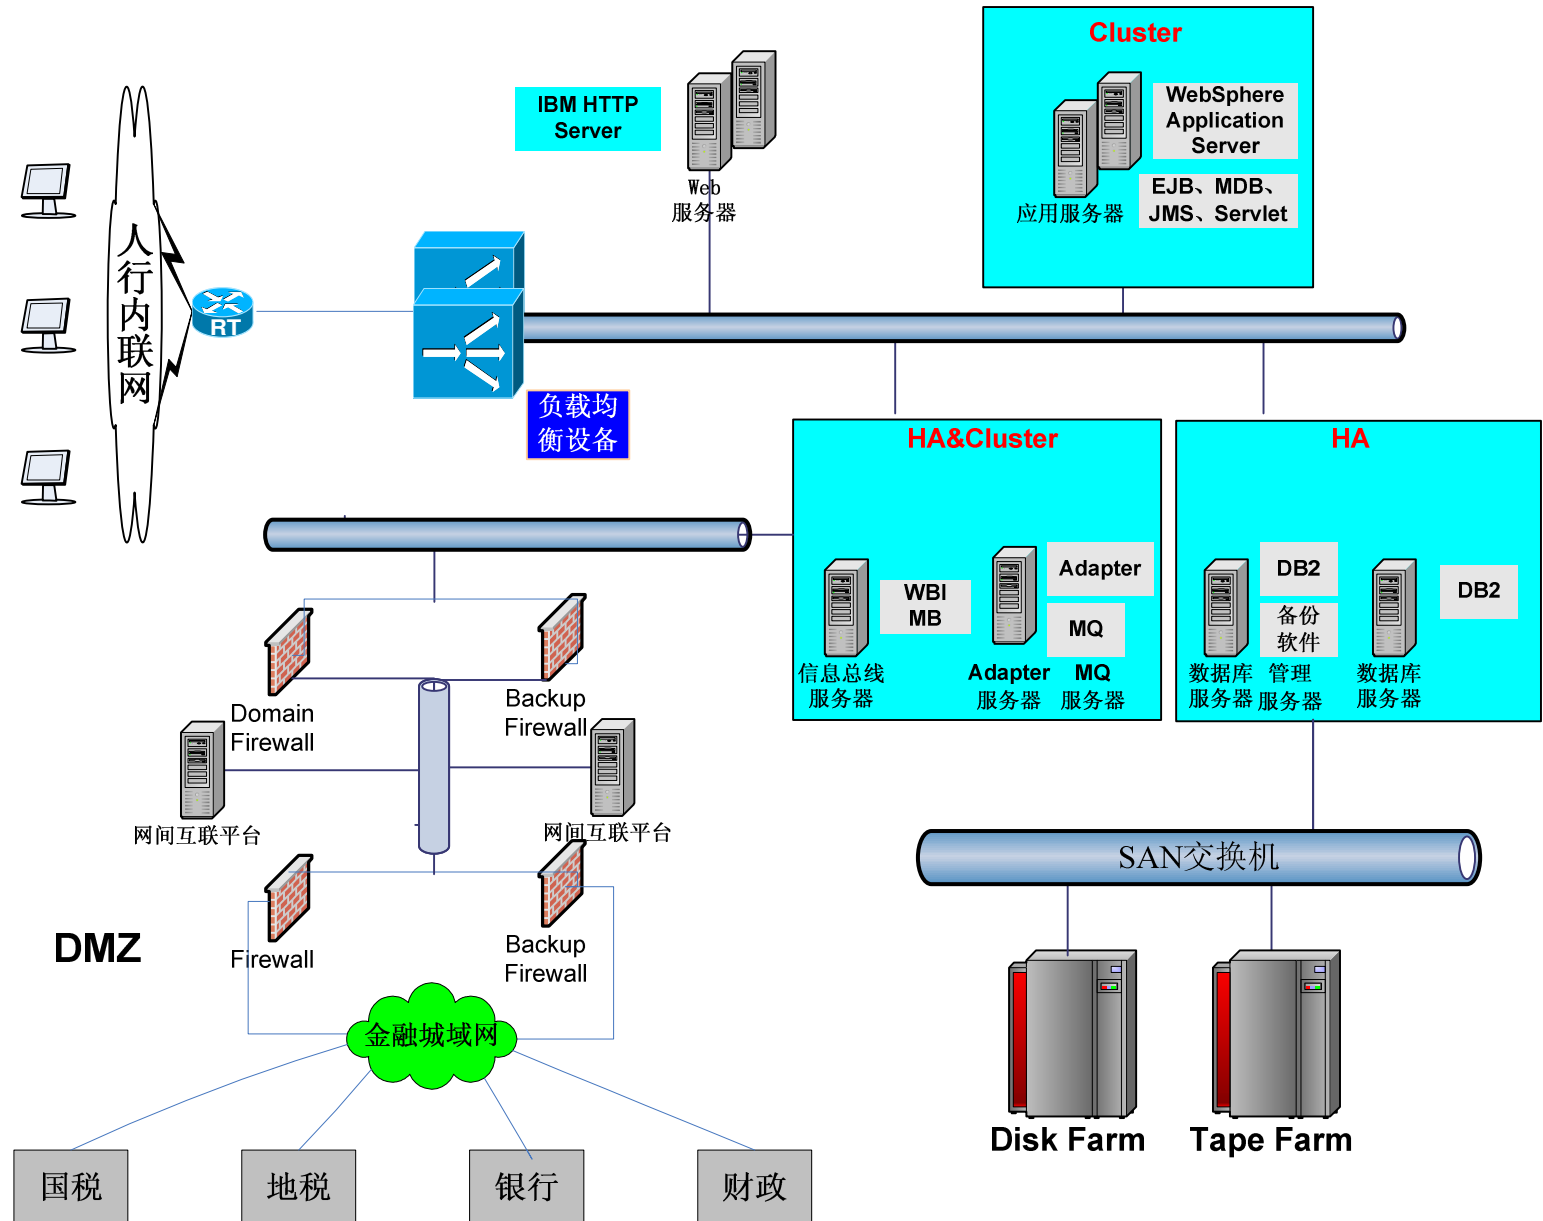 Cluster
IBM HTTP
Server
WebSphere
Application
Server
EJB、MDB、
JMS、Servlet
Web
服务器
应用服务器
人行内联网
RT
负载均
衡设备
HA&Cluster
HA
WBI
MB
Adapter
MQ
DB2
备份
软件
DB2
信息总线
服务器
Adapter
服务器
MQ
服务器
数据库
服务器
管理
服务器
数据库
服务器
Domain
Firewall
Backup
Firewall
网间互联平台
网间互联平台
SAN交换机
DMZ
Firewall
Backup
Firewall
金融城域网
Disk Farm
Tape Farm
国税
地税
银行
财政